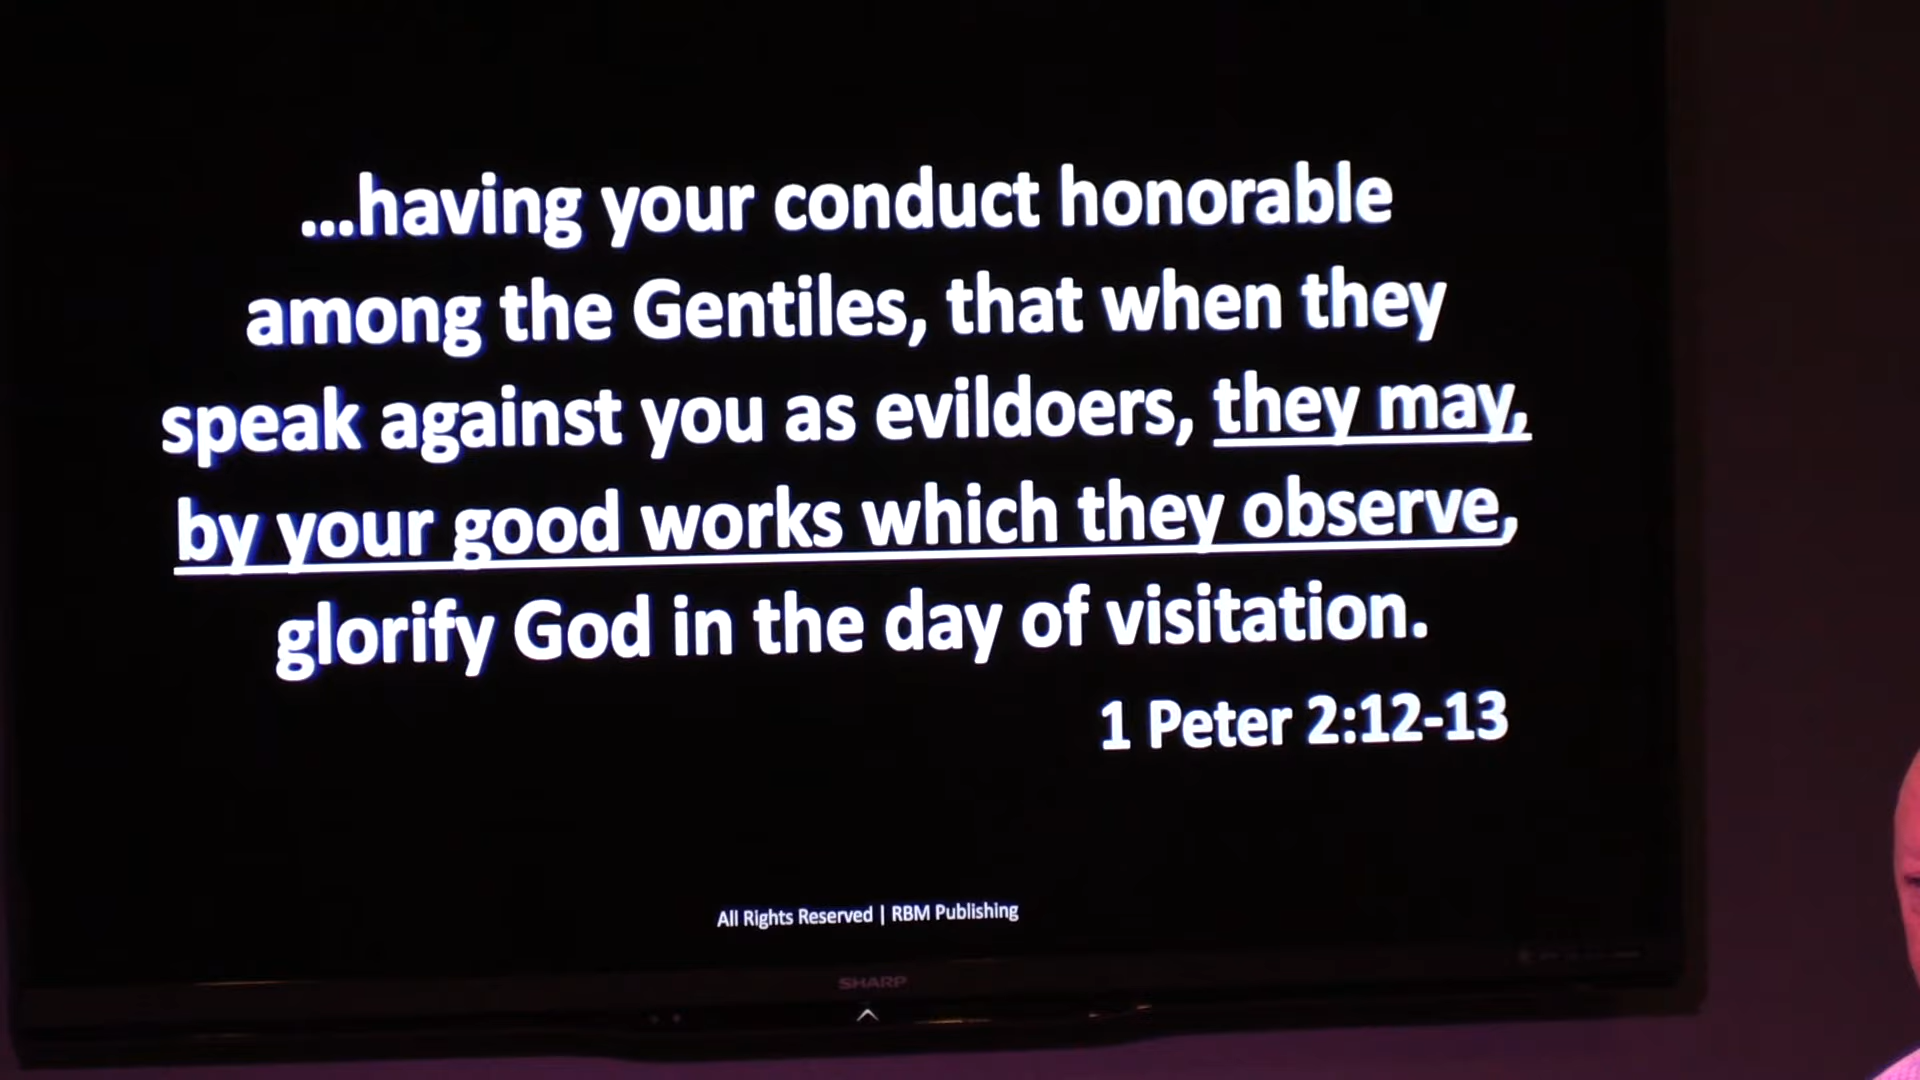 ...having your conduct honorable
among the Gentiles, that when they
speak against you as evildoers, they may,
by your good works which they observe,
glorify God in the day of visitation.
1 Peter 2:12-13
All Rights Reserved | RBM Publishing
SHARP